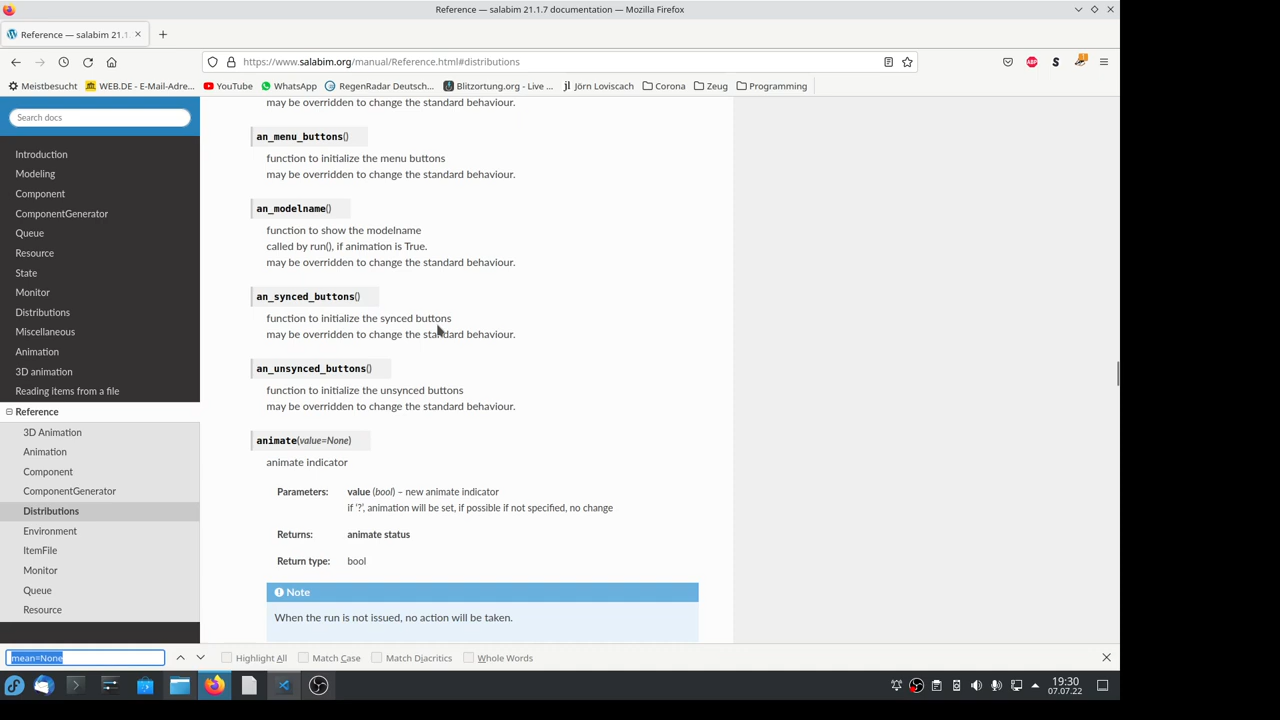 Reference — salabim 21.1.7 documentation — Mozilla Firefox
Reference — salabim 21.1
https://www.salabim.org/manual/Reference.html#distributions
Meistbesucht WEB.DE - E-Mail-Adre... YouTube WhatsApp RegenRadar Deutsch... Blitzortung.org - Live ... Jörn Loviscach Corona Zeug Programming
Search docs
Introduction
Modeling
Component
ComponentGenerator
Queue
Resource
State
Monitor
Distributions
Miscellaneous
Animation
3D animation
Reading items from a file
Reference
3D Animation
Animation
Component
ComponentGenerator
Distributions
Environment
ItemFile
Monitor
Queue
Resource
may be overridden to change the standard behaviour.
an_menu_buttons()
function to initialize the menu buttons
may be overridden to change the standard behaviour.
an_modelname()
function to show the modelname
called by run(), if animation is True.
may be overridden to change the standard behaviour.
an_synced_buttons()
function to initialize the synced buttons
may be overridden to change the standard behaviour.
an_unsynced_buttons()
function to initialize the unsynced buttons
may be overridden to change the standard behaviour.
animate(value=None)
animate indicator
Parameters: value (bool) – new animate indicator
if '?', animation will be set, if possible if not specified, no change
Returns: animate status
Return type: bool
Note
When the run is not issued, no action will be taken.
mean=None
Highlight All Match Case Match Diacritics Whole Words
19:30
07.07.22